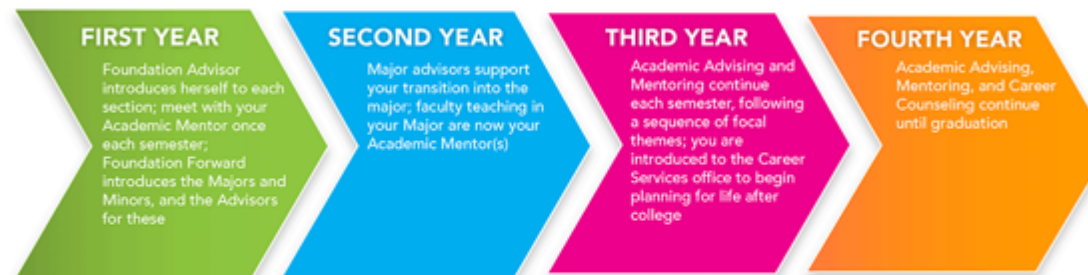 FIRST YEAR
Foundation Advisor
introduces herself to each
section; meet with your
Academic Mentor once
each semester;
Foundation Forward
introduces the Majors and
Minors, and the Advisors
for these
SECOND YEAR
Major advisors support
your transition into the
major; faculty teaching in
your Major are now your
Academic Mentor(s)
THIRD YEAR
Academic Advising and
Mentoring continue
each semester, following
a sequence of focal
themes; you are
introduced to the Career
Services office to begin
planning for life after
college
FOURTH YEAR
Academic Advising,
Mentoring, and Career
Counseling continue
until graduation